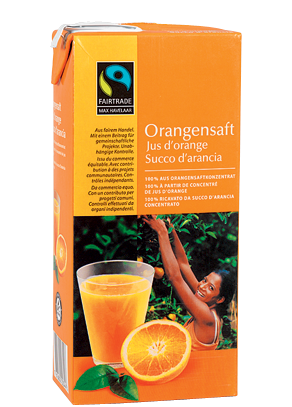 FAIRTRADE
MAX HAVELAAR
Aus fairem Handel.
Mit einem Beitrag für
gemeinschaftliche
Projekte. Unab-
hängige Kontrolle.
Issu du commerce
équitable. Avec contri-
bution à des projets
communautaires. Con-
trôles indépendants.
Da commercio equo.
Con un contributo per
progetti comuni.
Controlli effettuati da
organi indipendenti.
Orangensaft
Jus d'orange
Succo d'arancia
100% AUS ORANGENSAFTKONZENTRAT
100% À PARTIR DE CONCENTRÉ
DE JUS D'ORANGE
100% RICAVATO DA SUCCO D'ARANCIA
CONCENTRATO